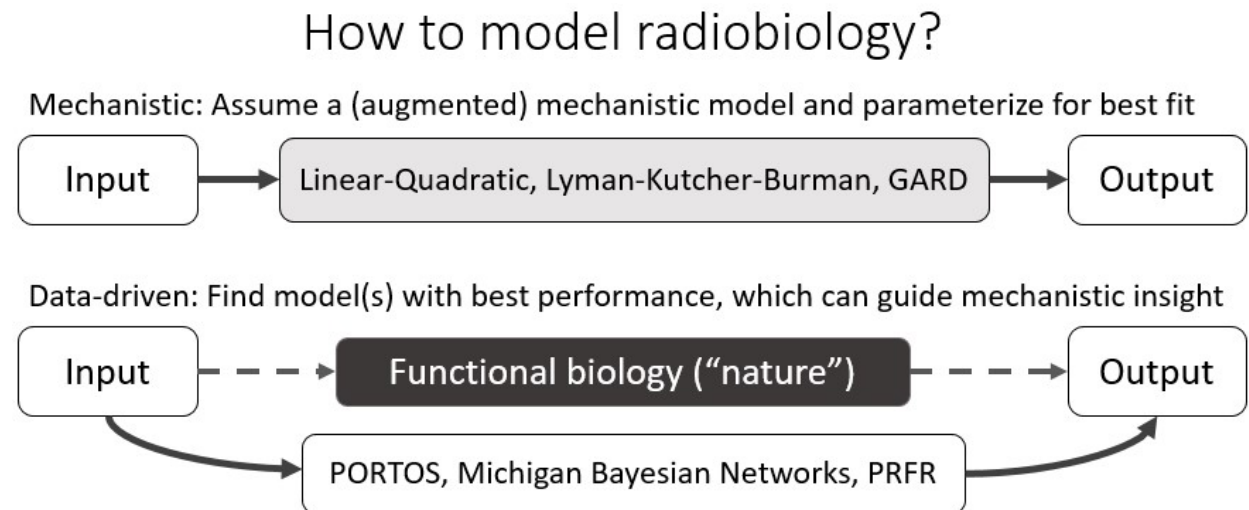 How to model radiobiology?
Mechanistic: Assume a (augmented) mechanistic model and parameterize for best fit
Input
Linear-Quadratic, Lyman-Kutcher-Burman, GARD
Output
Data-driven: Find model(s) with best performance, which can guide mechanistic insight
Input
Functional biology (“nature”)
Output
PORTOS, Michigan Bayesian Networks, PRFR